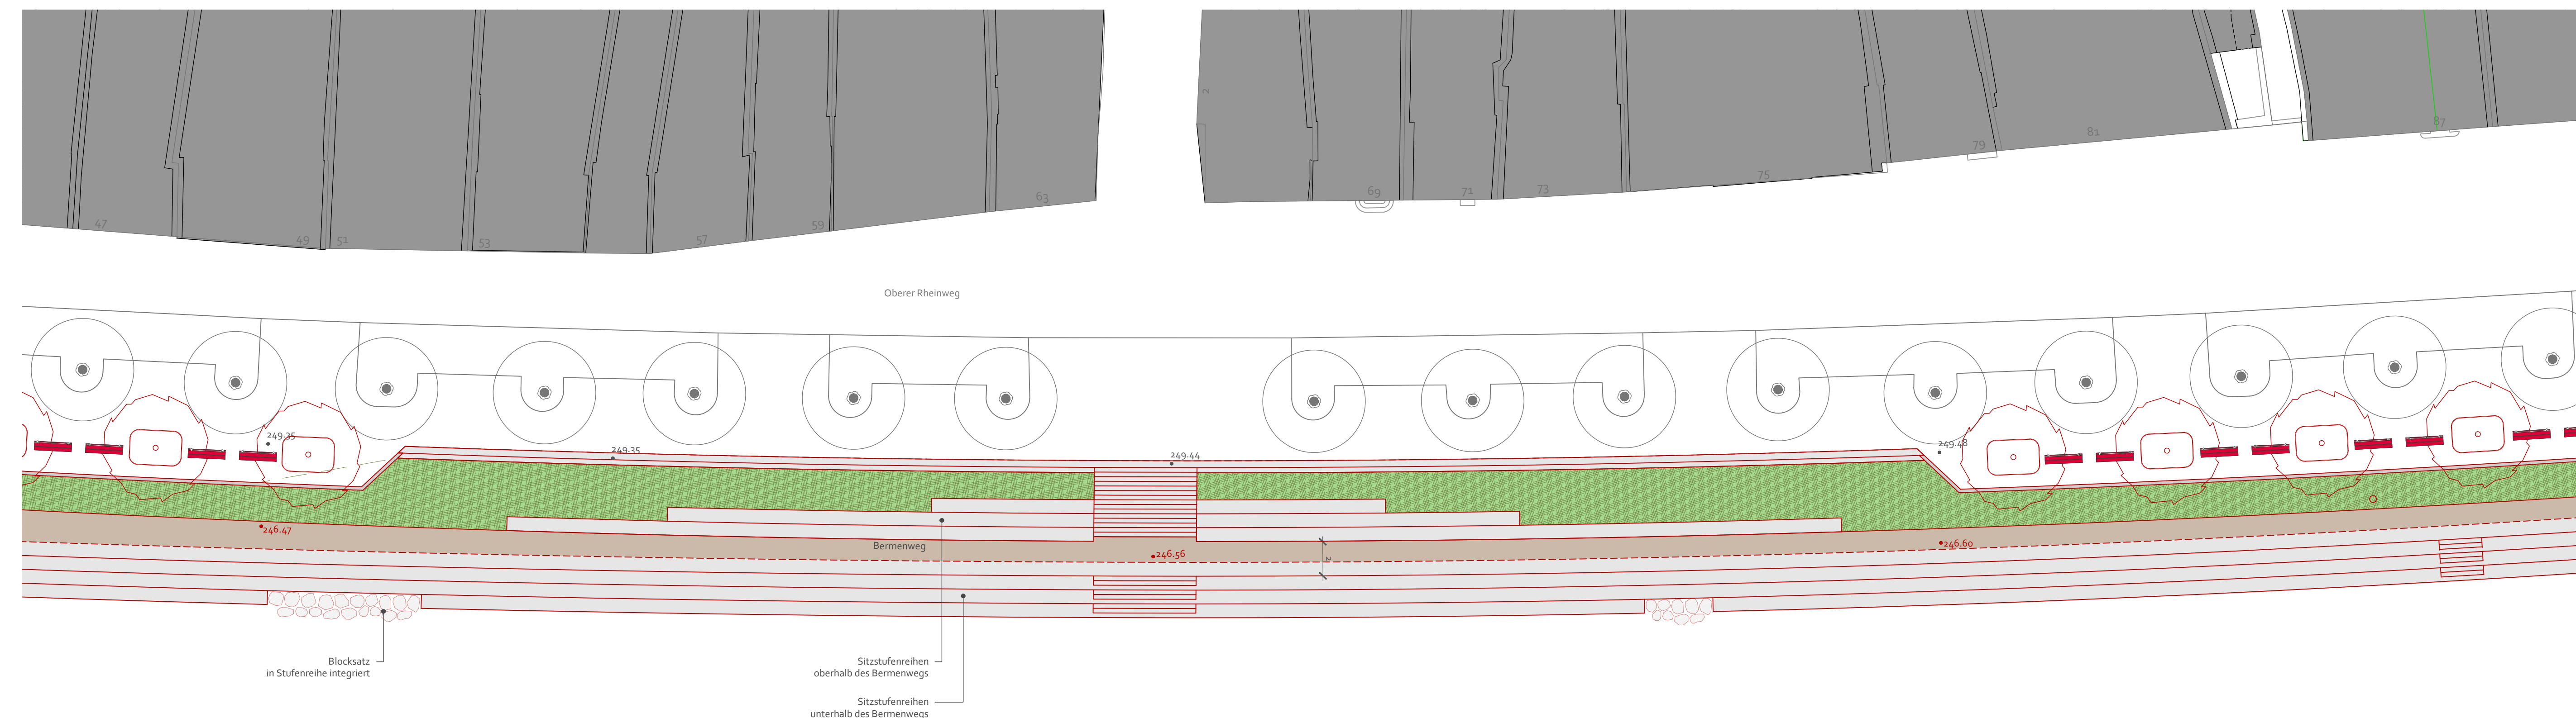 2
47
49
51
53
57
59
63
69
71
73
75
79
81
87
Oberer Rheinweg
249.35
249.35
249.44
249.48
246.47
Bermenweg
246.56
2
246.60
Blocksatz
in Stufenreihe integriert
Sitzstufenreihen
oberhalb des Bermenwegs
Sitzstufenreihen
unterhalb des Bermenwegs